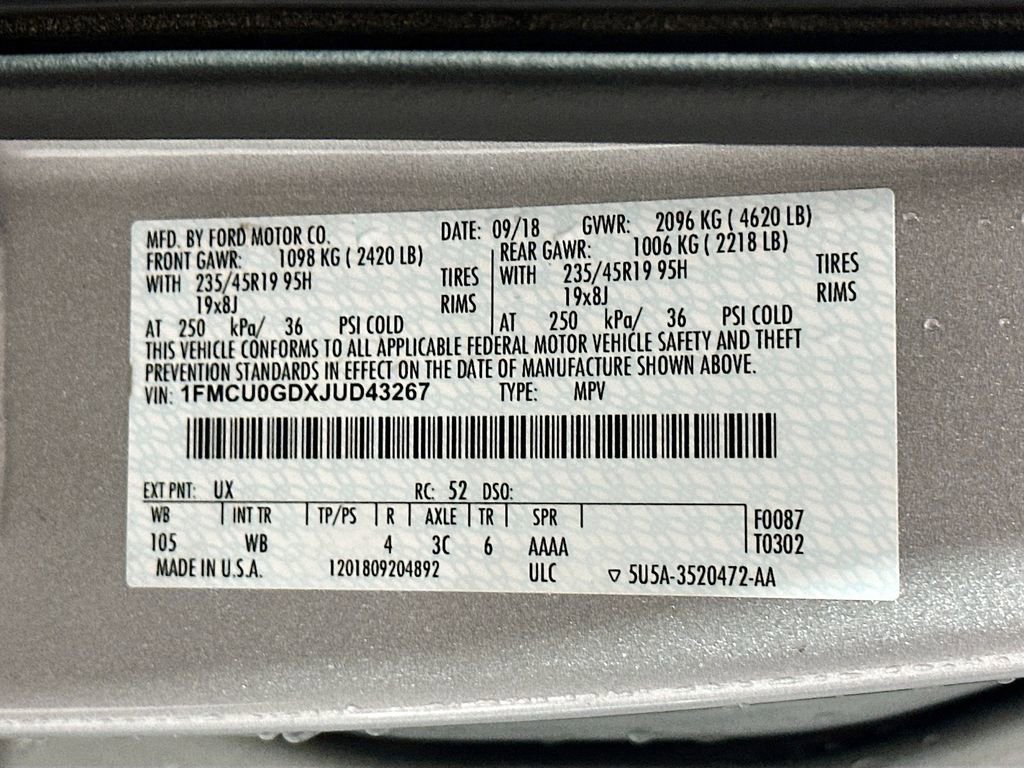 MFD. BY FORD MOTOR CO. DATE: 09/18 GVWR: 2096 KG ( 4620 LB)
FRONT GAWR: 1098 KG ( 2420 LB) REAR GAWR: 1006 KG ( 2218 LB)
WITH 235/45R19 95H TIRES WITH 235/45R19 95H TIRES
19x8J RIMS 19x8J RIMS
AT 250 kPa/ 36 PSI COLD AT 250 kPa/ 36 PSI COLD
THIS VEHICLE CONFORMS TO ALL APPLICABLE FEDERAL MOTOR VEHICLE SAFETY AND THEFT
PREVENTION STANDARDS IN EFFECT ON THE DATE OF MANUFACTURE SHOWN ABOVE.
VIN: 1FMCU0GDXJUD43267 TYPE: MPV
EXT PNT: UX RC: 52 DSO:
WB INT TR TP/PS R AXLE TR SPR F0087
105 WB 4 3C 6 AAAA T0302
MADE IN U.S.A. 1201809204892 ULC ▽ 5U5A-3520472-AA